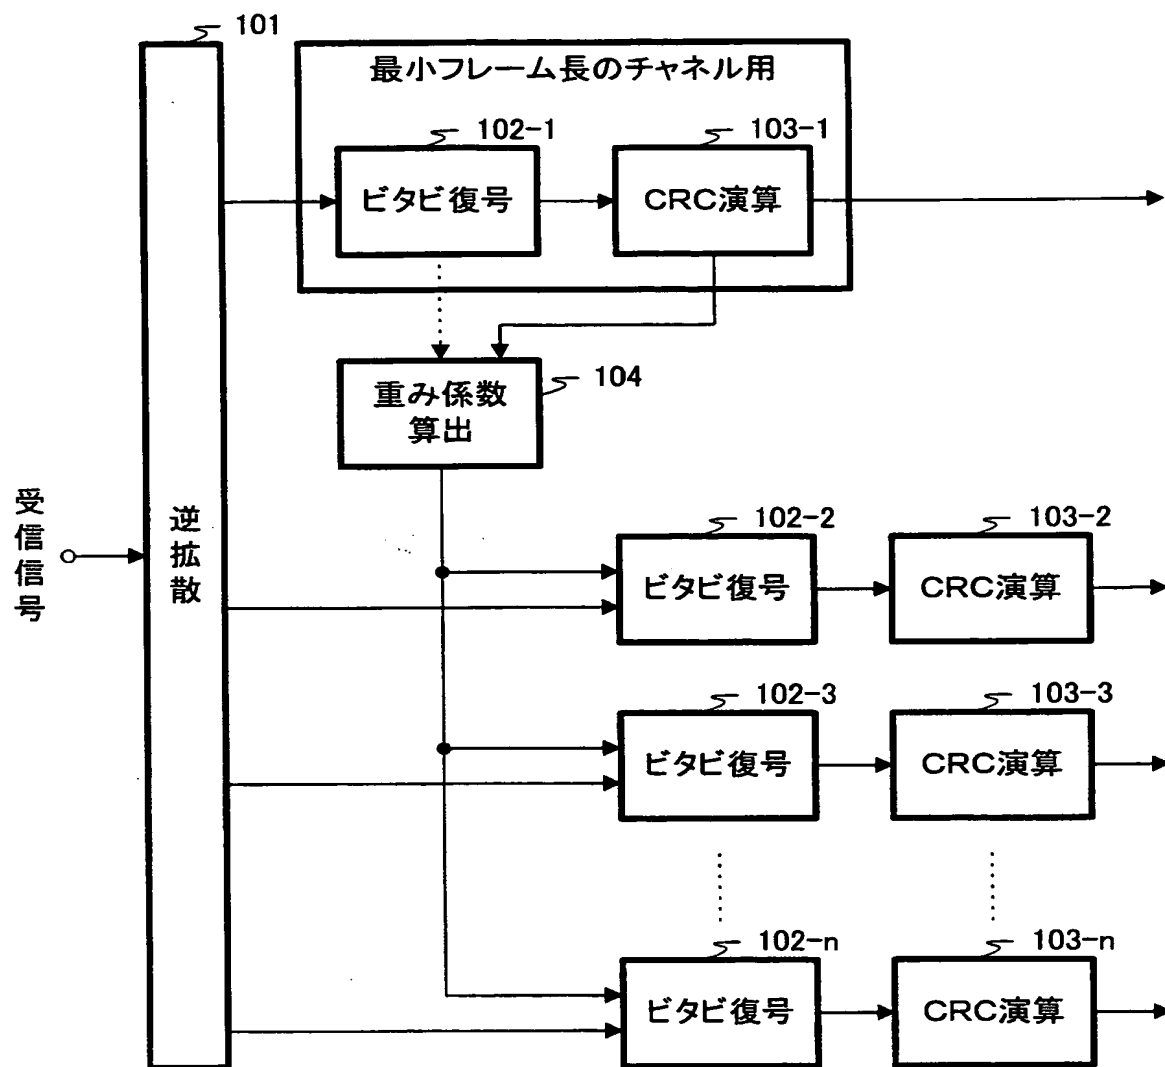 101
最小フレーム長のチャネル用
102-1
103-1
ビタビ復号
CRC演算
104
重み係数
算出
受信信号
逆拡散
102-2
103-2
ビタビ復号
CRC演算
102-3
103-3
ビタビ復号
CRC演算
102-n
103-n
ビタビ復号
CRC演算